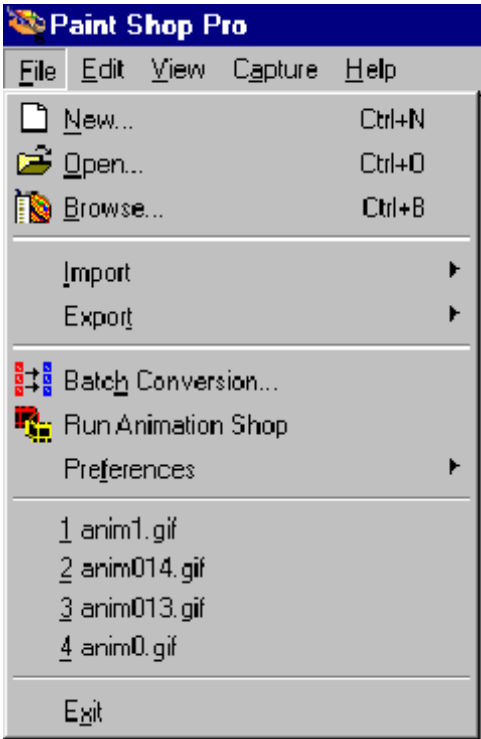 Paint Shop Pro
File Edit View Capture Help
New... Ctrl+N
Open... Ctrl+O
Browse... Ctrl+B
Import
Export
Batch Conversion...
Run Animation Shop
Preferences
1 anim1.gif
2 anim014.gif
3 anim013.gif
4 anim0.gif
Exit